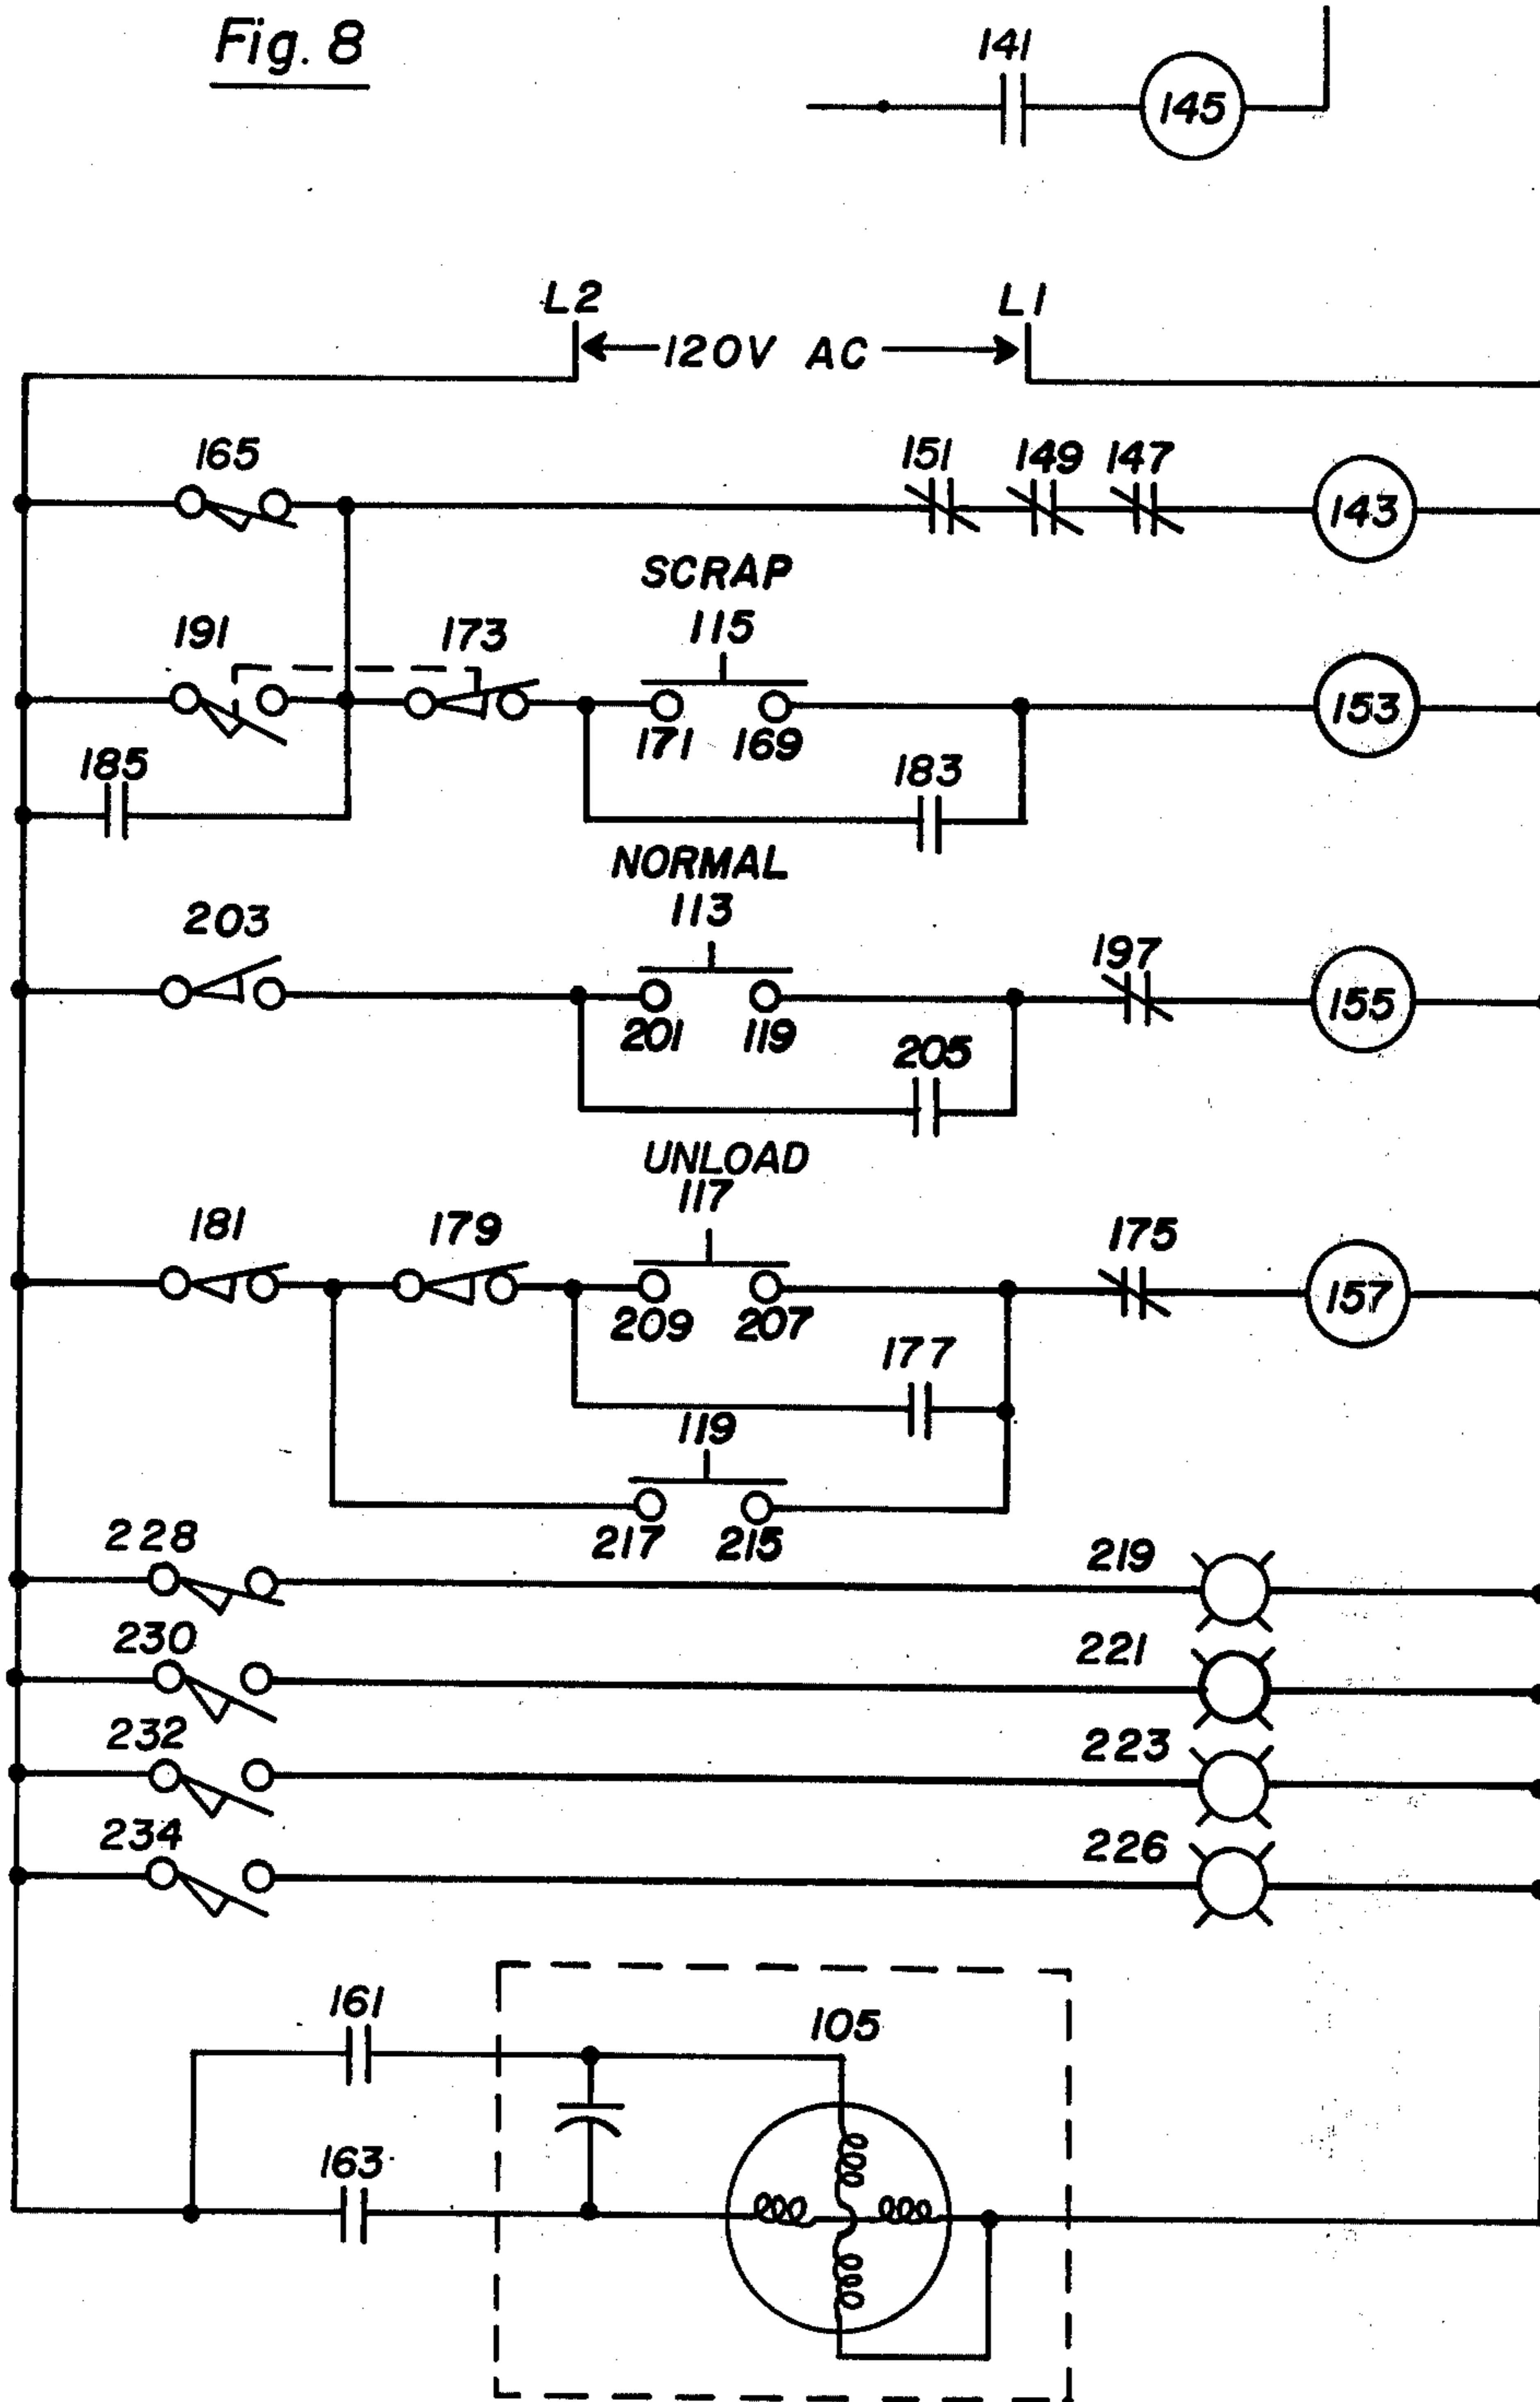 Fig. 8
141
145
L2 L1
120V AC
165 151 149 147
143
SCRAP
191 173 115
153
171 169
185 183
NORMAL
203 113 197
155
201 119
205
UNLOAD
181 179 117 175
157
209 207
177
119
217 215
228 219
230 221
232 223
234 226
161 105
163